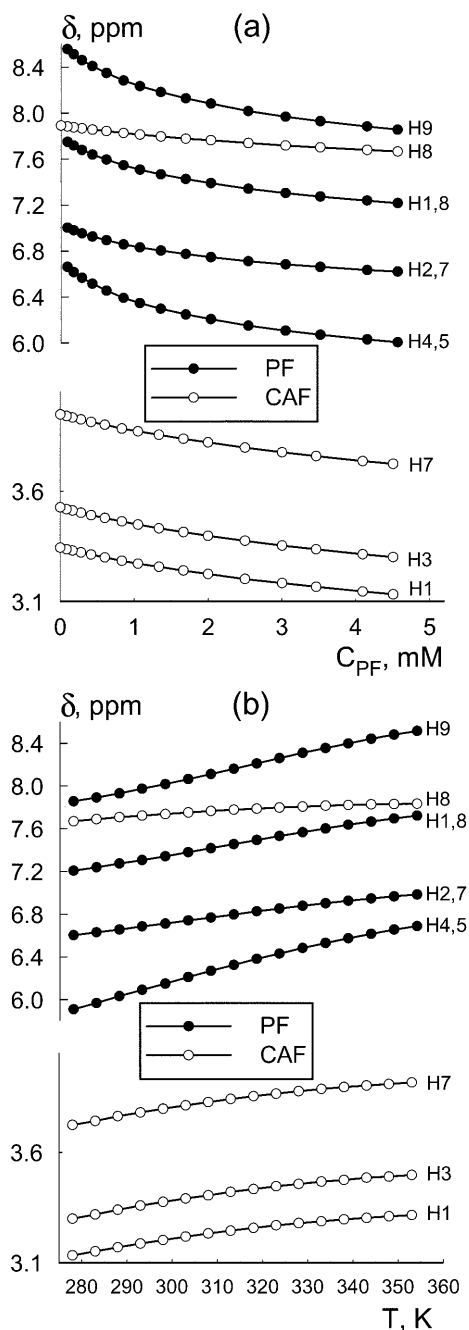 δ, ppm (a)
8.4
8.0
7.6
7.2
6.8
6.4
6.0
H9
H8
H1,8
H2,7
H4,5
PF
CAF
3.6
3.1
H7
H3
H1
0 1 2 3 4 5
C_PF, mM
δ, ppm (b)
8.4
8.0
7.6
7.2
6.8
6.4
6.0
H9
H8
H1,8
H2,7
H4,5
PF
CAF
3.6
3.1
H7
H3
H1
280 290 300 310 320 330 340 350 360
T, K